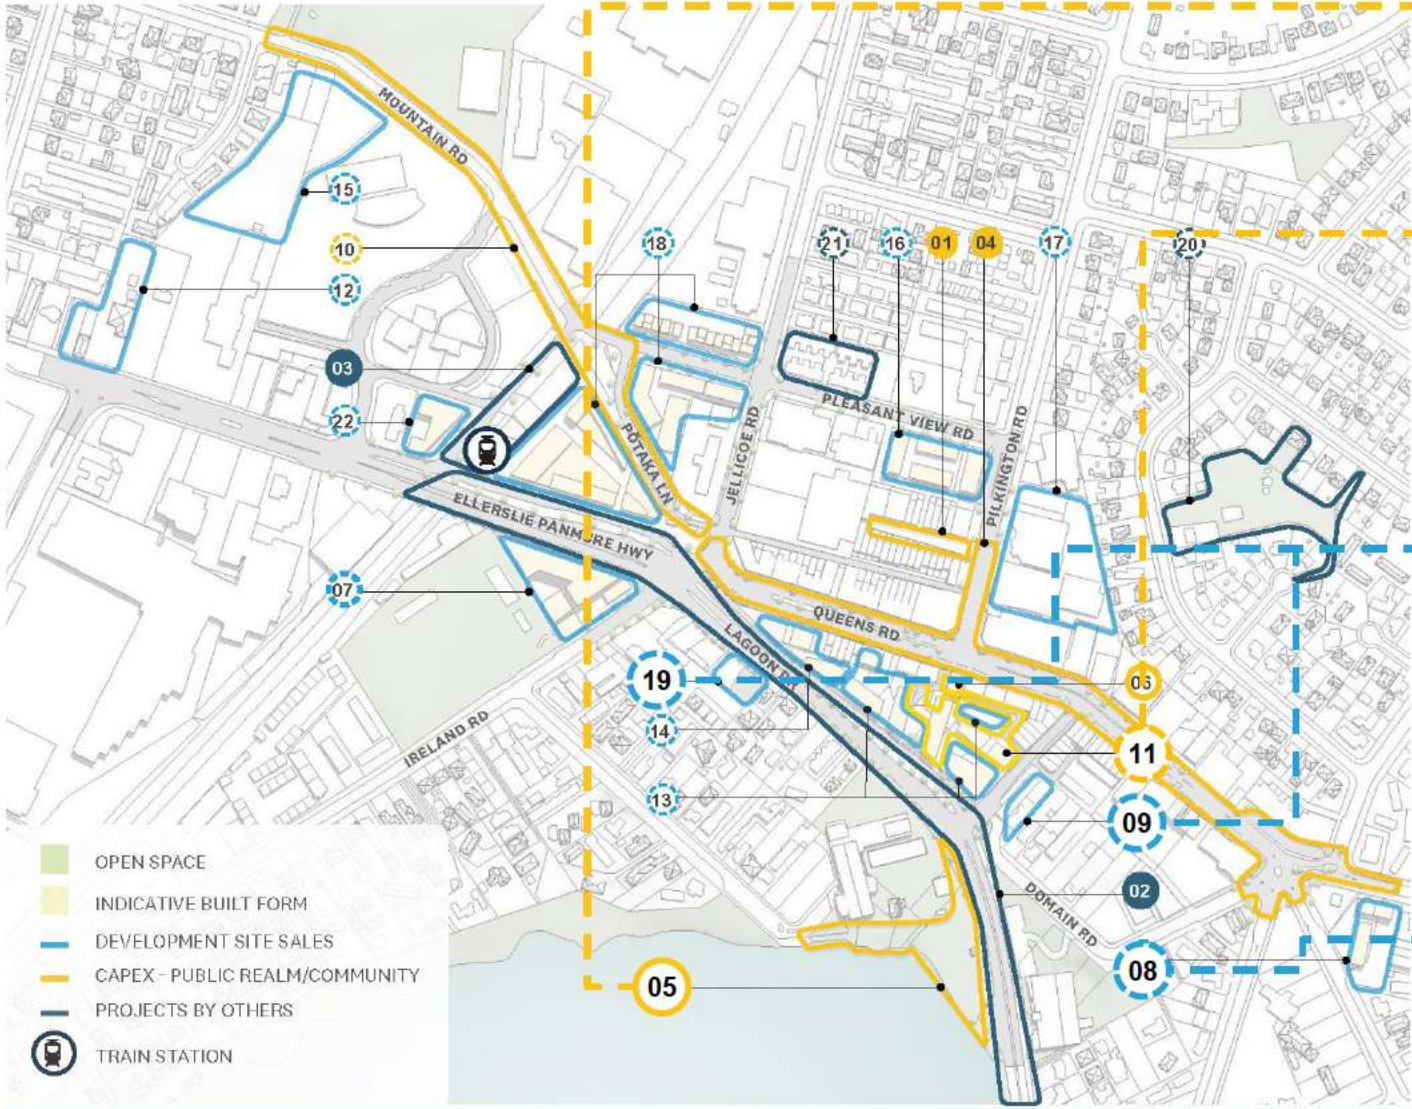 MOUNTAIN RD
15
10
18
21
16
01
04
17
20
12
03
22
PLEASANT VIEW RD
PŌTAKA LN
JELLICOE RD
PILKINGTON RD
ELLERSLIE PANMURE HWY
07
QUEENS RD
LAGOON DR
19
06
14
IRELAND RD
11
13
09
02
DOMAIN RD
08
05
OPEN SPACE
INDICATIVE BUILT FORM
DEVELOPMENT SITE SALES
CAPEX - PUBLIC REALM/COMMUNITY
PROJECTS BY OTHERS
TRAIN STATION